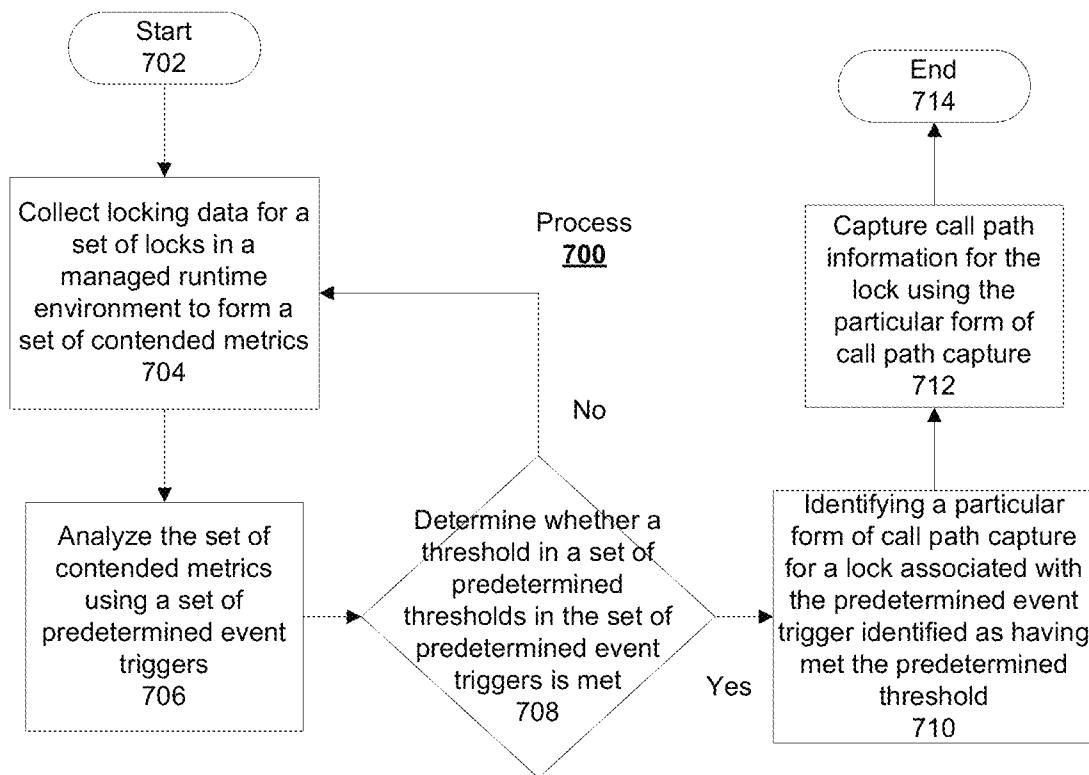 Start
702
Collect locking data for a
set of locks in a
managed runtime
environment to form a
set of contended metrics
704
Analyze the set of
contended metrics
using a set of
predetermined event
triggers
706
Process
700
No
Determine whether a
threshold in a set of
predetermined
thresholds in the set of
predetermined event
triggers is met
708
Yes
Identifying a particular
form of call path capture
for a lock associated with
the predetermined event
trigger identified as having
met the predetermined
threshold
710
Capture call path
information for the
lock using the
particular form of
call path capture
712
End
714